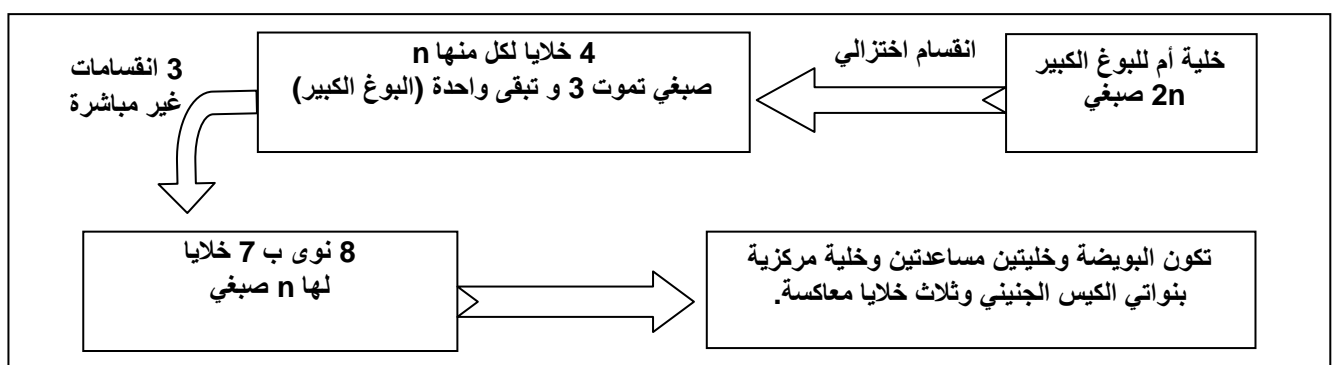 خلية أم للبوغ الكبير
2n صبغي
انقسام اختزالي
4 خلايا لكل منها n
صبغي تموت 3 و تبقى واحدة (البوغ الكبير)
3 انقسامات
غير مباشرة
8 نوى ب 7 خلايا
لها n صبغي
تكون البويضة وخليتين مساعدتين وخلية مركزية
بنواتي الكيس الجنيني وثلاث خلايا معاكسة.